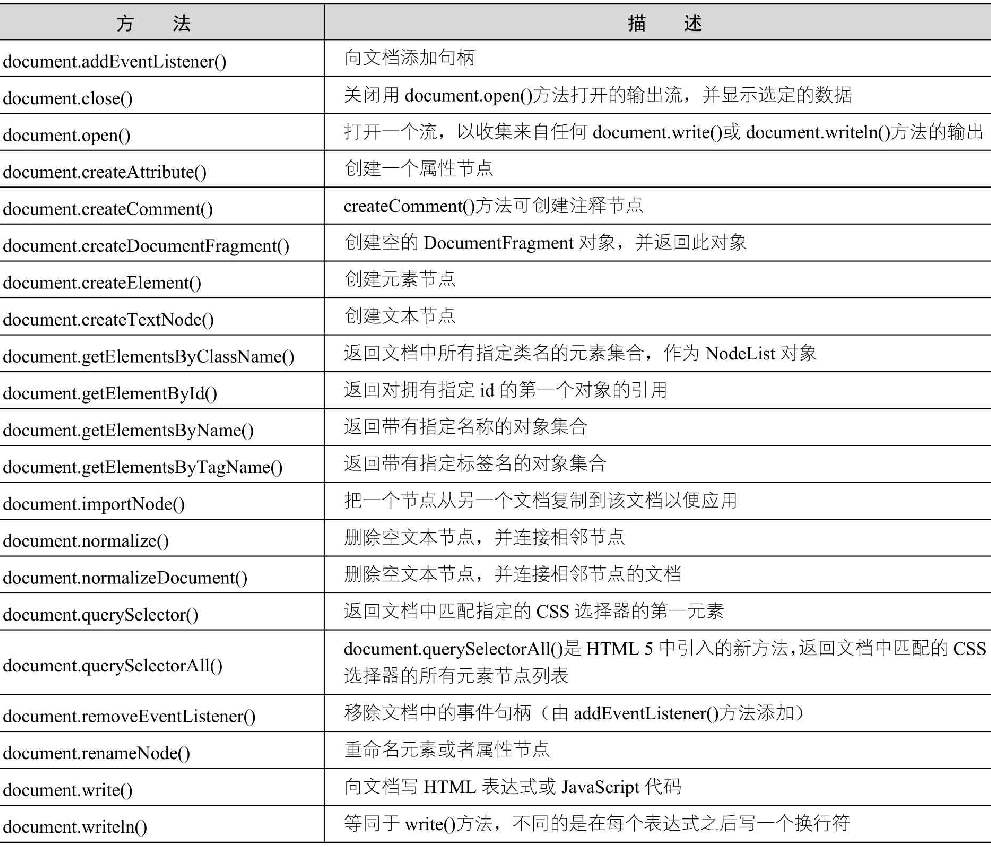 方 法 描 述
document.addEventListener() 向文档添加句柄
document.close() 关闭用 document.open()方法打开的输出流，并显示选定的数据
document.open() 打开一个流，以收集来自任何 document.write()或 document.writeln()方法的输出
document.createAttribute() 创建一个属性节点
document.createComment() createComment()方法可创建注释节点
document.createDocumentFragment() 创建空的 DocumentFragment 对象，并返回此对象
document.createElement() 创建元素节点
document.createTextNode() 创建文本节点
document.getElementsByClassName() 返回文档中所有指定类名的元素集合，作为 NodeList 对象
document.getElementById() 返回对拥有指定 id 的第一个对象的引用
document.getElementsByName() 返回带有指定名称的对象集合
document.getElementsByTagName() 返回带有指定标签名的对象集合
document.importNode() 把一个节点从另一个文档复制到该文档以便应用
document.normalize() 删除空文本节点，并连接相邻节点
document.normalizeDocument() 删除空文本节点，并连接相邻节点的文档
document.querySelector() 返回文档中匹配指定的 CSS 选择器的第一元素
document.querySelectorAll() document.querySelectorAll()是 HTML 5 中引入的新方法，返回文档中匹配的 CSS
选择器的所有元素节点列表
document.removeEventListener() 移除文档中的事件句柄（由 addEventListener()方法添加）
document.renameNode() 重命名元素或者属性节点
document.write() 向文档写 HTML 表达式或 JavaScript 代码
document.writeln() 等同于 write()方法，不同的是在每个表达式之后写一个换行符